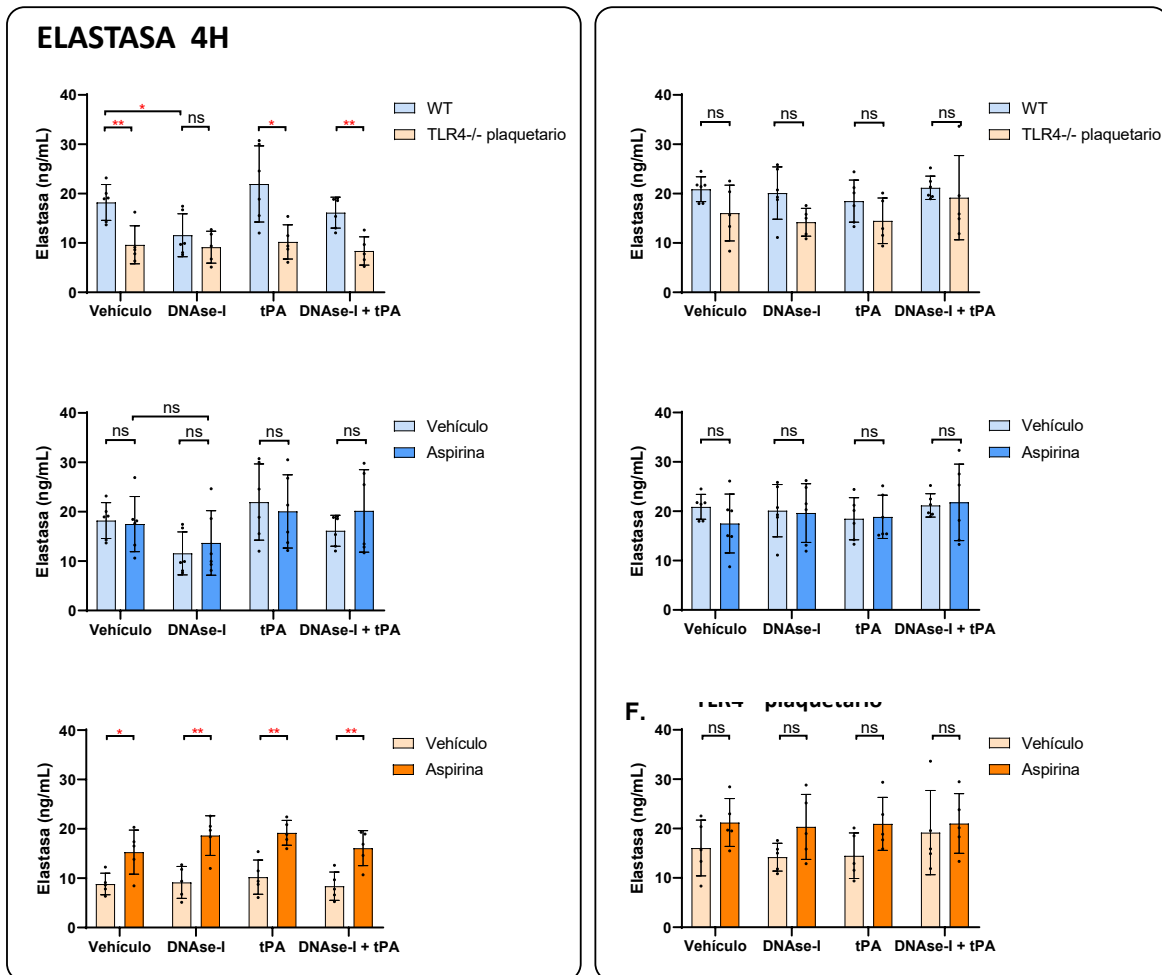 ELASTASA 4H
Elastasa (ng/mL)
40
30
20
10
0
** * ns * **
WT
TLR4-/- plaquetario
Vehículo DNAse-I tPA DNAse-I + tPA
Elastasa (ng/mL)
40
30
20
10
0
ns ns ns ns
WT
TLR4-/- plaquetario
Vehículo DNAse-I tPA DNAse-I + tPA
Elastasa (ng/mL)
40
30
20
10
0
ns ns ns ns ns
Vehículo
Aspirina
Vehículo DNAse-I tPA DNAse-I + tPA
Elastasa (ng/mL)
40
30
20
10
0
ns ns ns ns
Vehículo
Aspirina
Vehículo DNAse-I tPA DNAse-I + tPA
Elastasa (ng/mL)
40
30
20
10
0
* ** ** **
Vehículo
Aspirina
Vehículo DNAse-I tPA DNAse-I + tPA
F. TLR4 plaquetario
Elastasa (ng/mL)
40
30
20
10
0
ns ns ns ns
Vehículo
Aspirina
Vehículo DNAse-I tPA DNAse-I + tPA